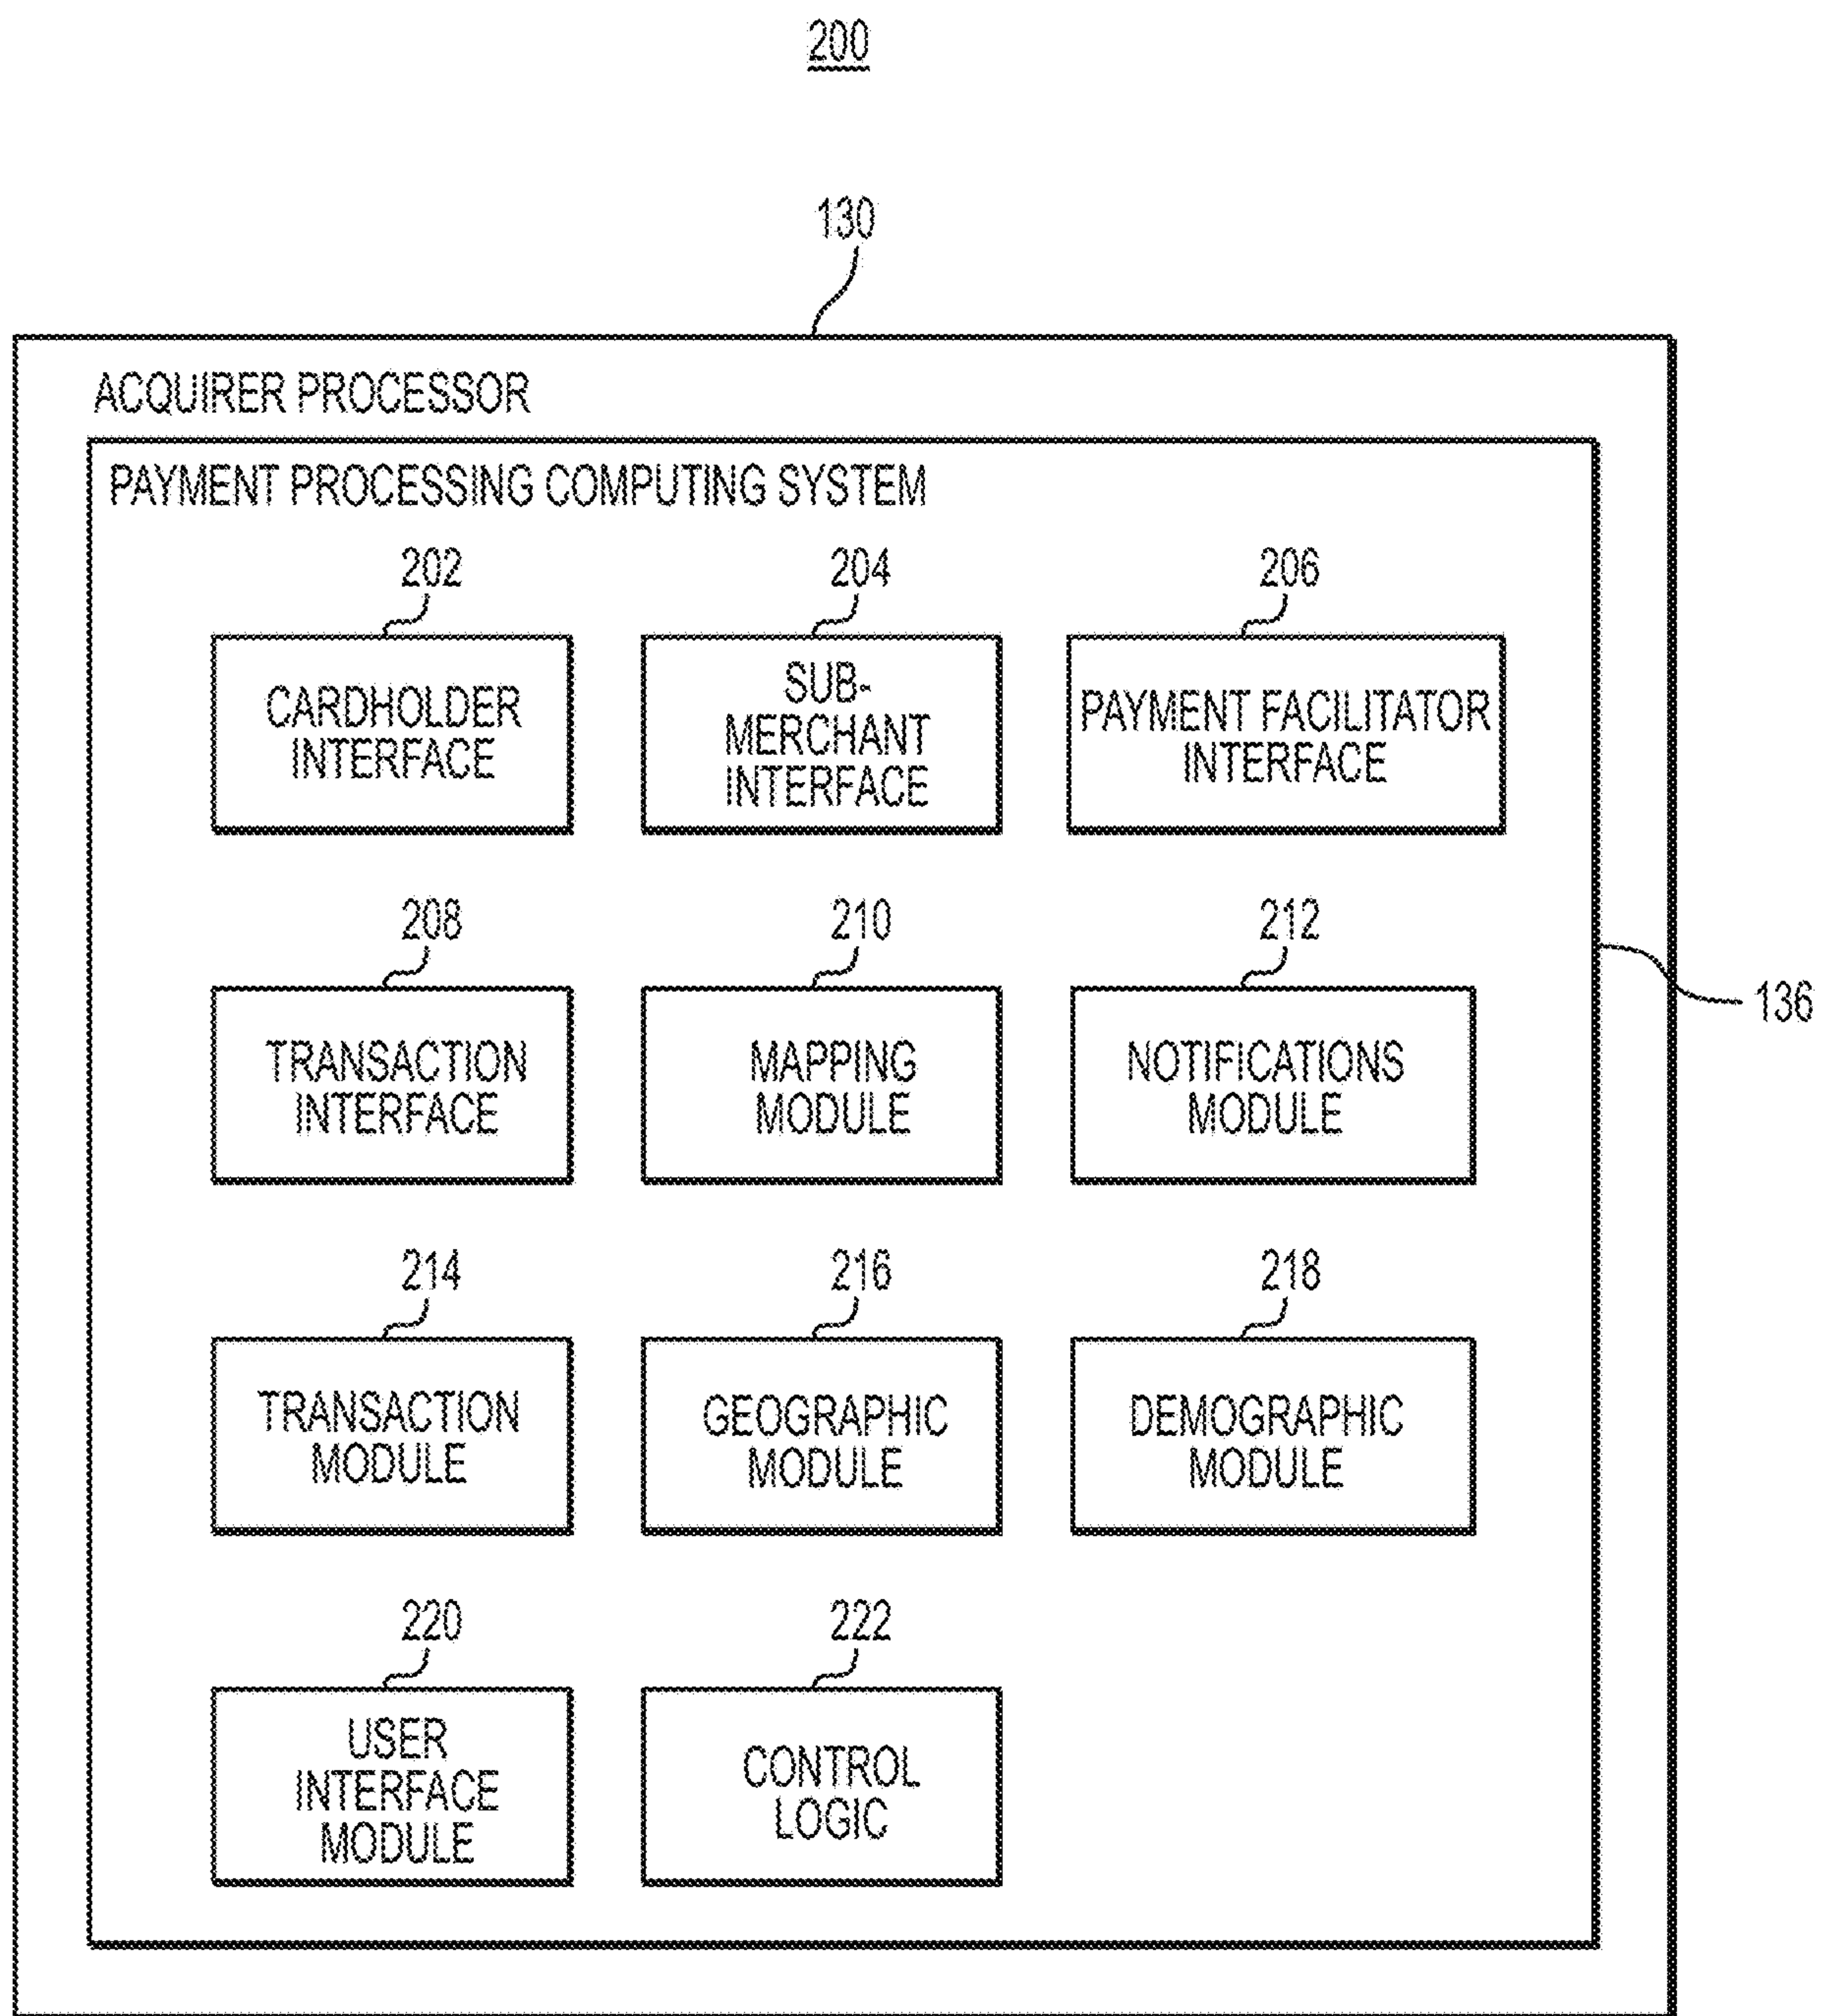 200
130
ACQUIRER PROCESSOR
PAYMENT PROCESSING COMPUTING SYSTEM
202
204
206
CARDHOLDER
INTERFACE
SUB-
MERCHANT
INTERFACE
PAYMENT FACILITATOR
INTERFACE
208
210
212
TRANSACTION
INTERFACE
MAPPING
MODULE
NOTIFICATIONS
MODULE
136
214
216
218
TRANSACTION
MODULE
GEOGRAPHIC
MODULE
DEMOGRAPHIC
MODULE
220
222
USER
INTERFACE
MODULE
CONTROL
LOGIC